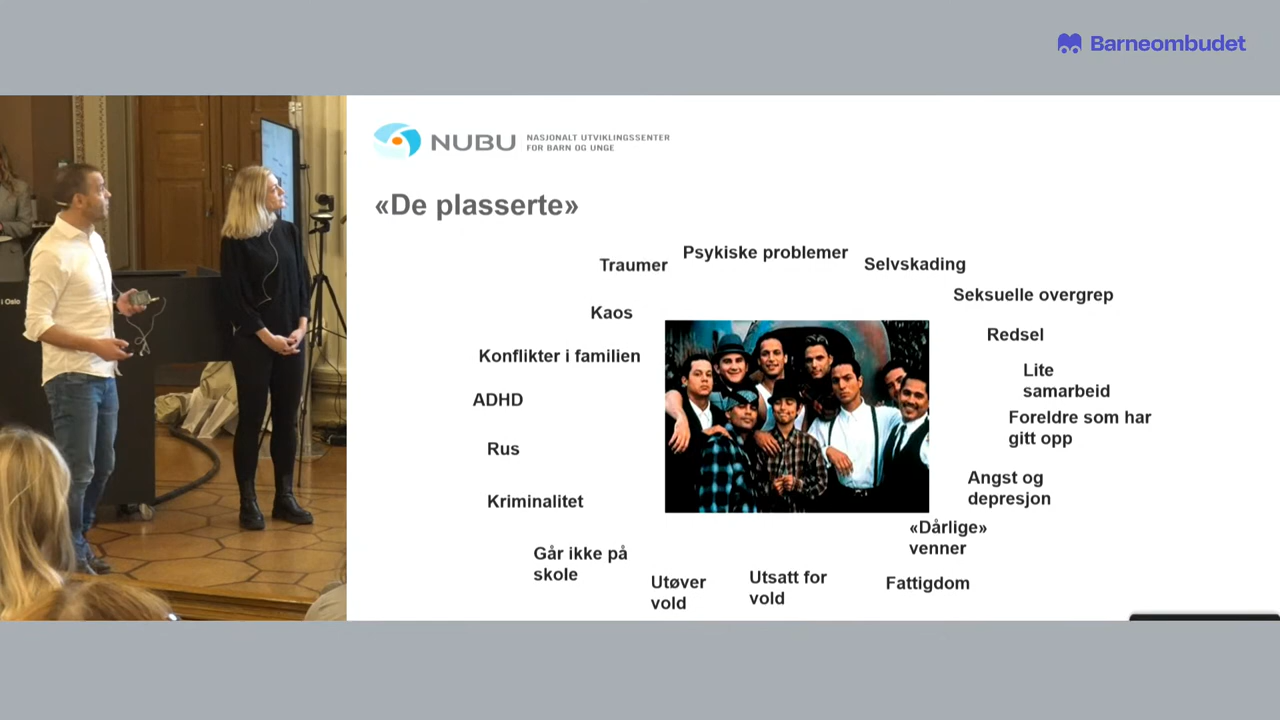 Barneombudet
NUBU
NASJONALT UTVIKLINGSSENTER
FOR BARN OG UNGE
«De plasserte»
Psykiske problemer
Traumer
Selvskading
Seksuelle overgrep
Kaos
Redsel
Konflikter i familien
Lite
samarbeid
ADHD
Foreldre som har
gitt opp
Rus
Angst og
depresjon
Kriminalitet
«Dårlige»
venner
Går ikke på
skole
Utøver
vold
Utsatt for
vold
Fattigdom
i Oslo